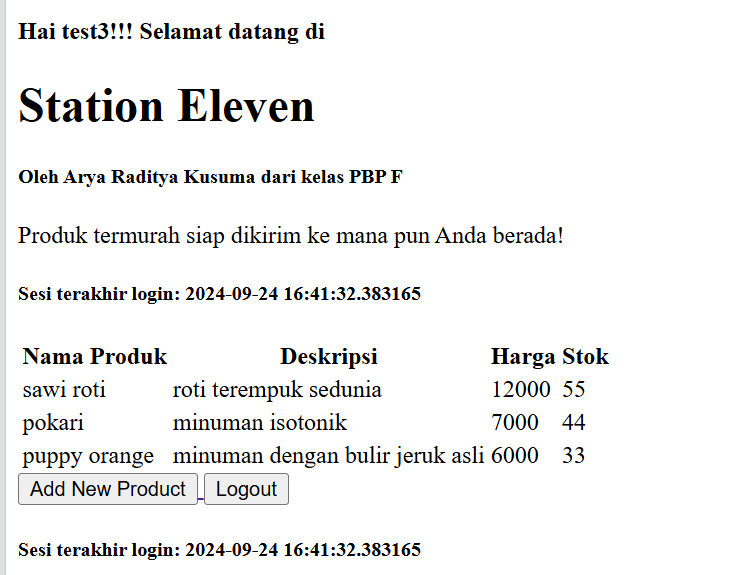 Hai test3!!! Selamat datang di
Station Eleven
Oleh Arya Raditya Kusuma dari kelas PBP F
Produk termurah siap dikirim ke mana pun Anda berada!
Sesi terakhir login: 2024-09-24 16:41:32.383165
Nama Produk Deskripsi Harga Stok
sawi roti roti terempuk sedunia 12000 55
pokari minuman isotonik 7000 44
puppy orange minuman dengan bulir jeruk asli 6000 33
Add New Product Logout
Sesi terakhir login: 2024-09-24 16:41:32.383165